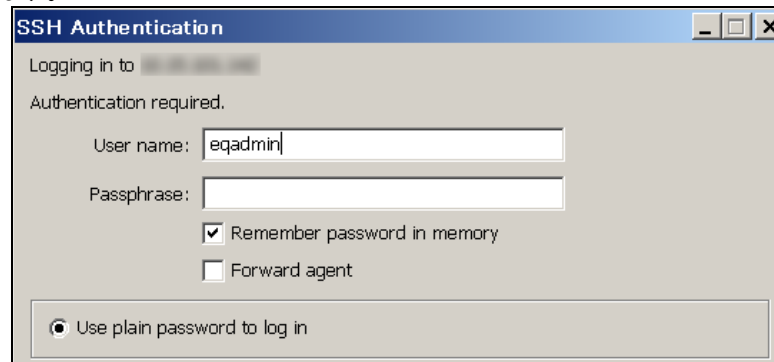 SSH Authentication
Logging in to
Authentication required.
User name: eqadmin
Passphrase:
Remember password in memory
Forward agent
Use plain password to log in